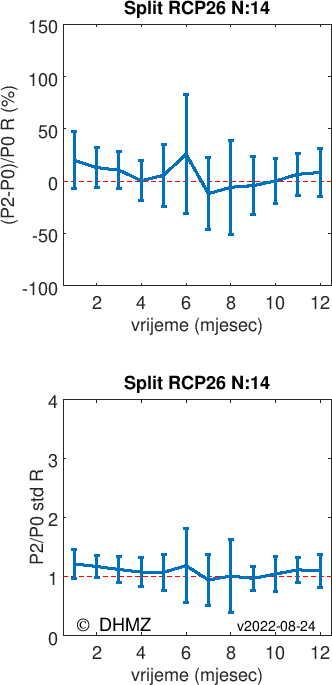 Split RCP26 N:14
150
100
50
0
-50
-100
(P2-P0)/P0 R (%)
2 4 6 8 10 12
vrijeme (mjesec)
Split RCP26 N:14
4
3
2
1
0
P2/P0 std R
© DHMZ v2022-08-24
2 4 6 8 10 12
vrijeme (mjesec)